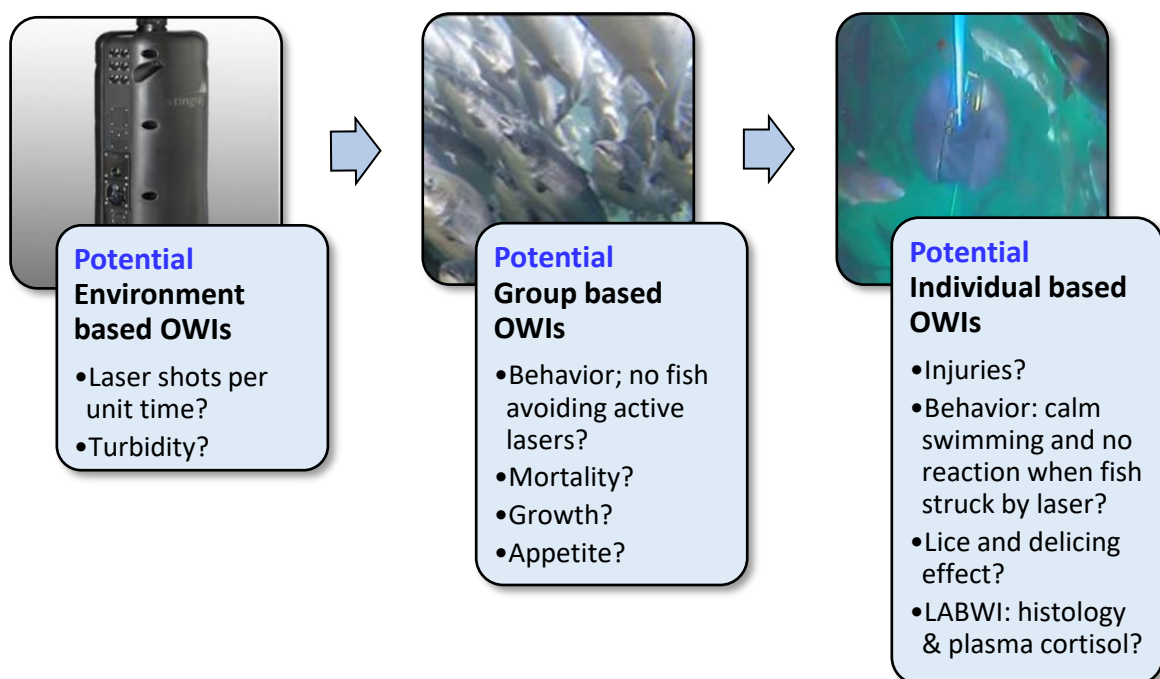 stingray
Potential
Environment
based OWIs
•Laser shots per
unit time?
•Turbidity?
Potential
Group based
OWIs
•Behavior; no fish
avoiding active
lasers?
•Mortality?
•Growth?
•Appetite?
Potential
Individual based
OWIs
•Injuries?
•Behavior: calm
swimming and no
reaction when fish
struck by laser?
•Lice and delicing
effect?
•LABWI: histology
& plasma cortisol?